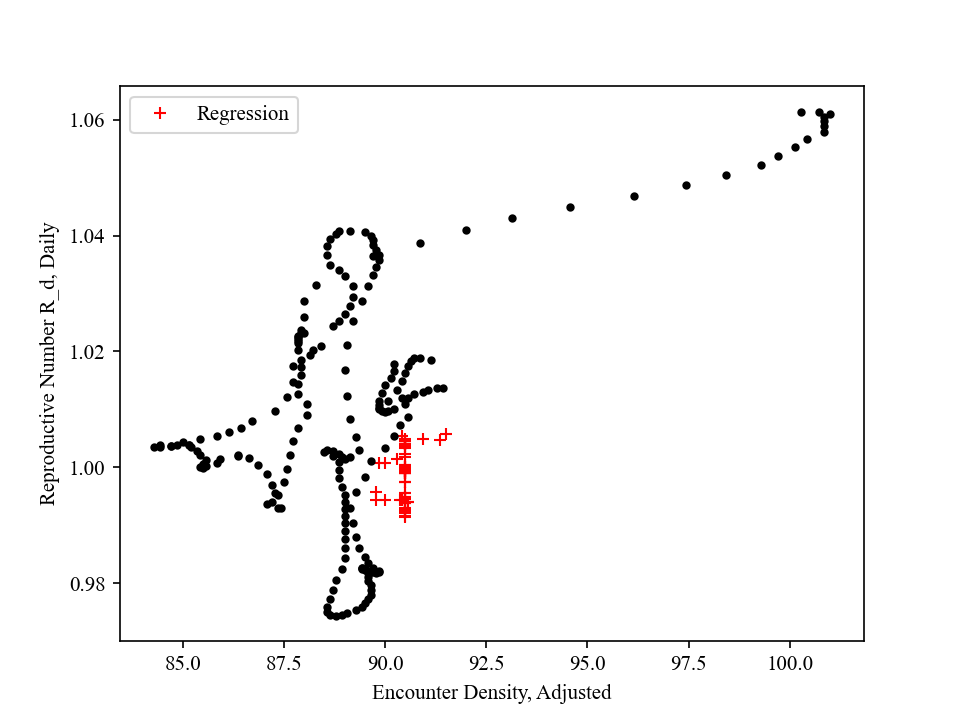 Regression
1.06
1.04
1.02
1.00
0.98
Reproductive Number R_d, Daily
85.0 87.5 90.0 92.5 95.0 97.5 100.0
Encounter Density, Adjusted